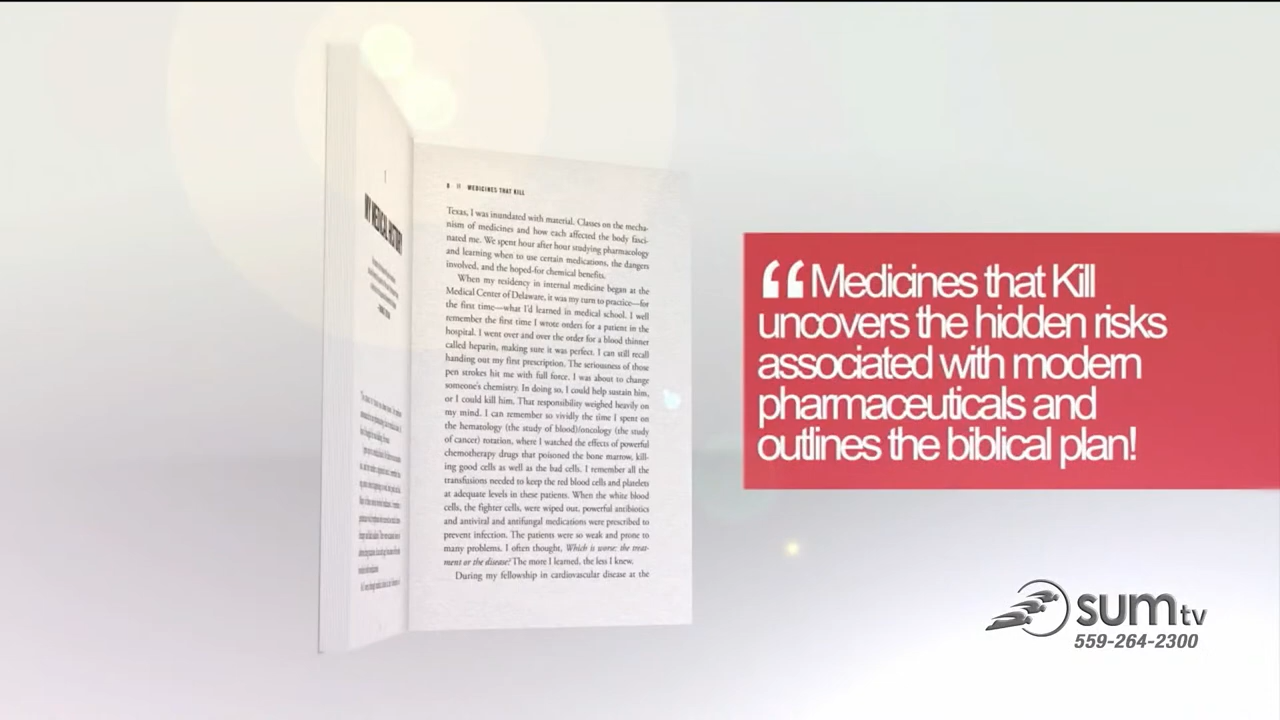 1
MY MEDICAL HISTORY
8 MEDICINES THAT KILL
Texas, I was inundated with material. Classes on the mecha-
nism of medicines and how each affected the body fasci-
nated me. We spent hour after hour studying pharmacology
and learning when to use certain medications, the dangers
involved, and the hoped-for chemical benefits.
When my residency in internal medicine began at the
Medical Center of Delaware, it was my turn to practice—for
the first time—what I'd learned in medical school. I well
remember the first time I wrote orders for a patient in the
hospital. I went over and over the order for a blood thinner
called heparin, making sure it was perfect. I can still recall
handing out my first prescription. The seriousness of those
pen strokes hit me with full force. I was about to change
someone's chemistry. In doing so, I could help sustain him,
or I could kill him. That responsibility weighed heavily on
my mind. I can remember so vividly the time I spent on
the hematology (the study of blood)/oncology (the study
of cancer) rotation, where I watched the effects of powerful
chemotherapy drugs that poisoned the bone marrow, kill-
ing good cells as well as the bad cells. I remember all the
transfusions needed to keep the red blood cells and platelets
at adequate levels in these patients. When the white blood
cells, the fighter cells, were wiped out, powerful antibiotics
and antiviral and antifungal medications were prescribed to
prevent infection. The patients were so weak and prone to
many problems. I often thought, Which is worse: the treat-
ment or the disease? The more I learned, the less I knew.
During my fellowship in cardiovascular disease at the
“Medicines that Kill
uncovers the hidden risks
associated with modern
pharmaceuticals and
outlines the biblical plan!
sumtv
559-264-2300